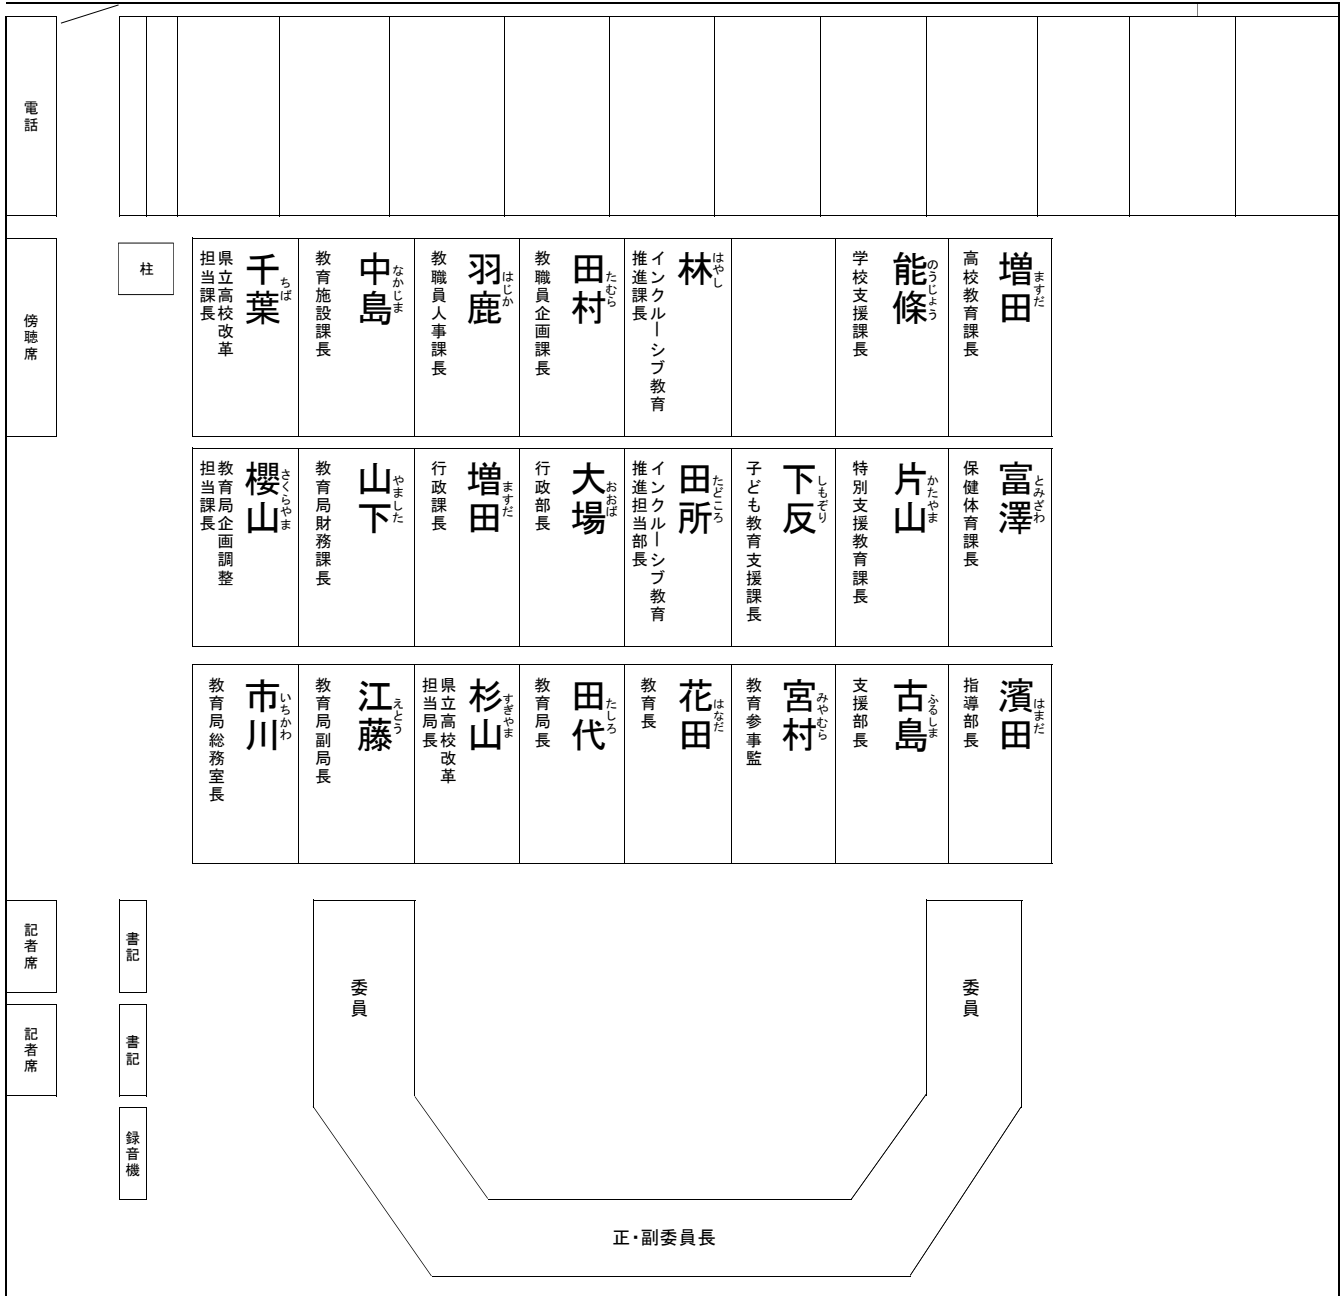 電話
傍聴席
柱
増田
ますだ
高校教育課長
能條
のうじょう
学校支援課長
林
はやし
インクルーシブ教育
推進課長
田村
たむら
教職員企画課長
羽鹿
はじか
教職員人事課長
中島
なかじま
教育施設課長
千葉
ちば
県立高校改革
担当課長
富澤
とみざわ
保健体育課長
片山
かたやま
特別支援教育課長
下反
しもぞり
子ども教育支援課長
田所
たどころ
インクルーシブ教育
推進担当部長
大場
おおば
行政部長
増田
ますだ
行政課長
山下
やました
教育局財務課長
櫻山
さくらやま
教育局企画調整
担当課長
濱田
はまだ
指導部長
古島
ふるしま
支援部長
宮村
みやむら
教育参事監
花田
はなだ
教育長
田代
たしろ
教育局長
杉山
すぎやま
県立高校改革
担当局長
江藤
えとう
教育局副局長
市川
いちかわ
教育局総務室長
記者席
記者席
書記
書記
録音機
委員
委員
正・副委員長